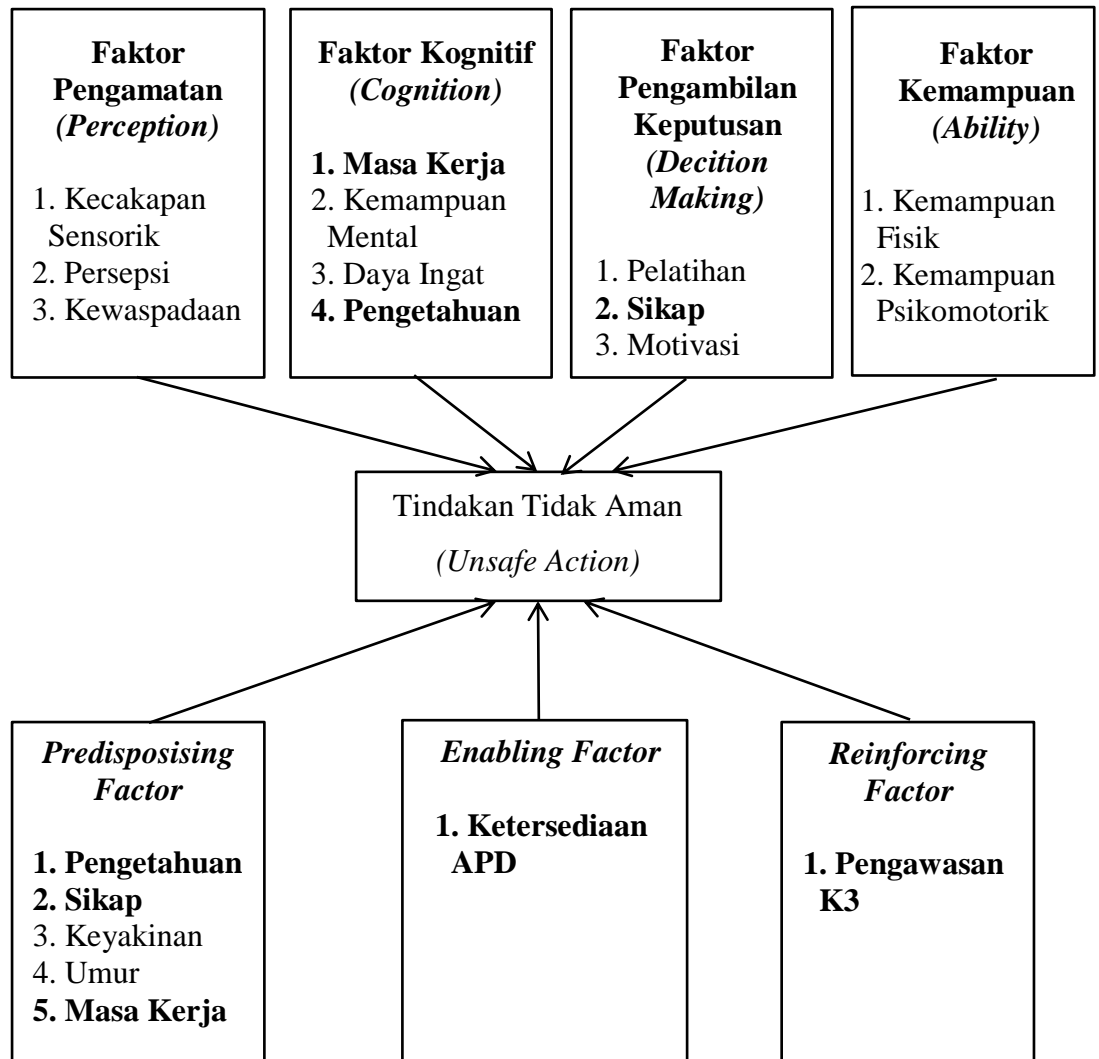 Faktor
Pengamatan
(Perception)
1. Kecakapan
Sensorik
2. Persepsi
3. Kewaspadaan
Faktor Kognitif
(Cognition)
1. Masa Kerja
2. Kemampuan
Mental
3. Daya Ingat
4. Pengetahuan
Faktor
Pengambilan
Keputusan
(Decition
Making)
1. Pelatihan
2. Sikap
3. Motivasi
Faktor
Kemampuan
(Ability)
1. Kemampuan
Fisik
2. Kemampuan
Psikomotorik
Tindakan Tidak Aman
(Unsafe Action)
Predisposising
Factor
1. Pengetahuan
2. Sikap
3. Keyakinan
4. Umur
5. Masa Kerja
Enabling Factor
1. Ketersediaan
APD
Reinforcing
Factor
1. Pengawasan
K3